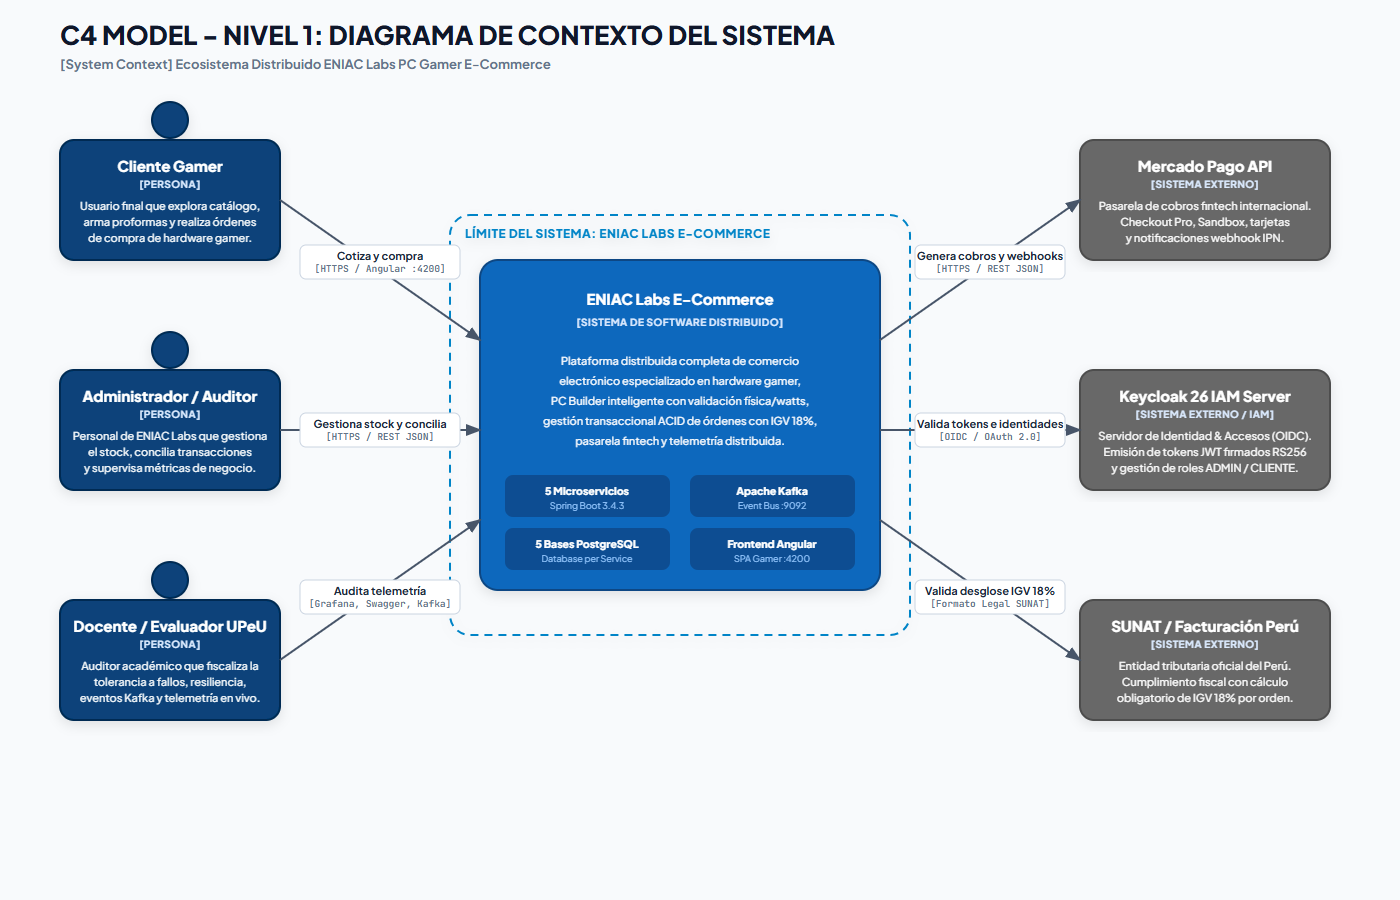 C4 MODEL – NIVEL 1: DIAGRAMA DE CONTEXTO DEL SISTEMA
[System Context] Ecosistema Distribuido ENIAC Labs PC Gamer E-Commerce
Cliente Gamer
[PERSONA]
Usuario final que explora catálogo,
arma proformas y realiza órdenes
de compra de hardware gamer.
Administrador / Auditor
[PERSONA]
Personal de ENIAC Labs que gestiona
el stock, concilia transacciones
y supervisa métricas de negocio.
Docente / Evaluador UPeU
[PERSONA]
Auditor académico que fiscaliza la
tolerancia a fallos, resiliencia,
eventos Kafka y telemetría en vivo.
Cotiza y compra
[HTTPS / Angular :4200]
Gestiona stock y concilia
[HTTPS / REST JSON]
Audita telemetría
[Grafana, Swagger, Kafka]
LÍMITE DEL SISTEMA: ENIAC LABS E-COMMERCE
ENIAC Labs E-Commerce
[SISTEMA DE SOFTWARE DISTRIBUIDO]
Plataforma distribuida completa de comercio
electrónico especializado en hardware gamer,
PC Builder inteligente con validación física/watts,
gestión transaccional ACID de órdenes con IGV 18%,
pasarela fintech y telemetría distribuida.
5 Microservicios
Spring Boot 3.4.3
Apache Kafka
Event Bus :9092
5 Bases PostgreSQL
Database per Service
Frontend Angular
SPA Gamer :4200
Genera cobros y webhooks
[HTTPS / REST JSON]
Valida tokens e identidades
[OIDC / OAuth 2.0]
Valida desglose IGV 18%
[Formato Legal SUNAT]
Mercado Pago API
[SISTEMA EXTERNO]
Pasarela de cobros fintech internacional.
Checkout Pro, Sandbox, tarjetas
y notificaciones webhook IPN.
Keycloak 26 IAM Server
[SISTEMA EXTERNO / IAM]
Servidor de Identidad & Accesos (OIDC).
Emisión de tokens JWT firmados RS256
y gestión de roles ADMIN / CLIENTE.
SUNAT / Facturación Perú
[SISTEMA EXTERNO]
Entidad tributaria oficial del Perú.
Cumplimiento fiscal con cálculo
obligatorio de IGV 18% por orden.